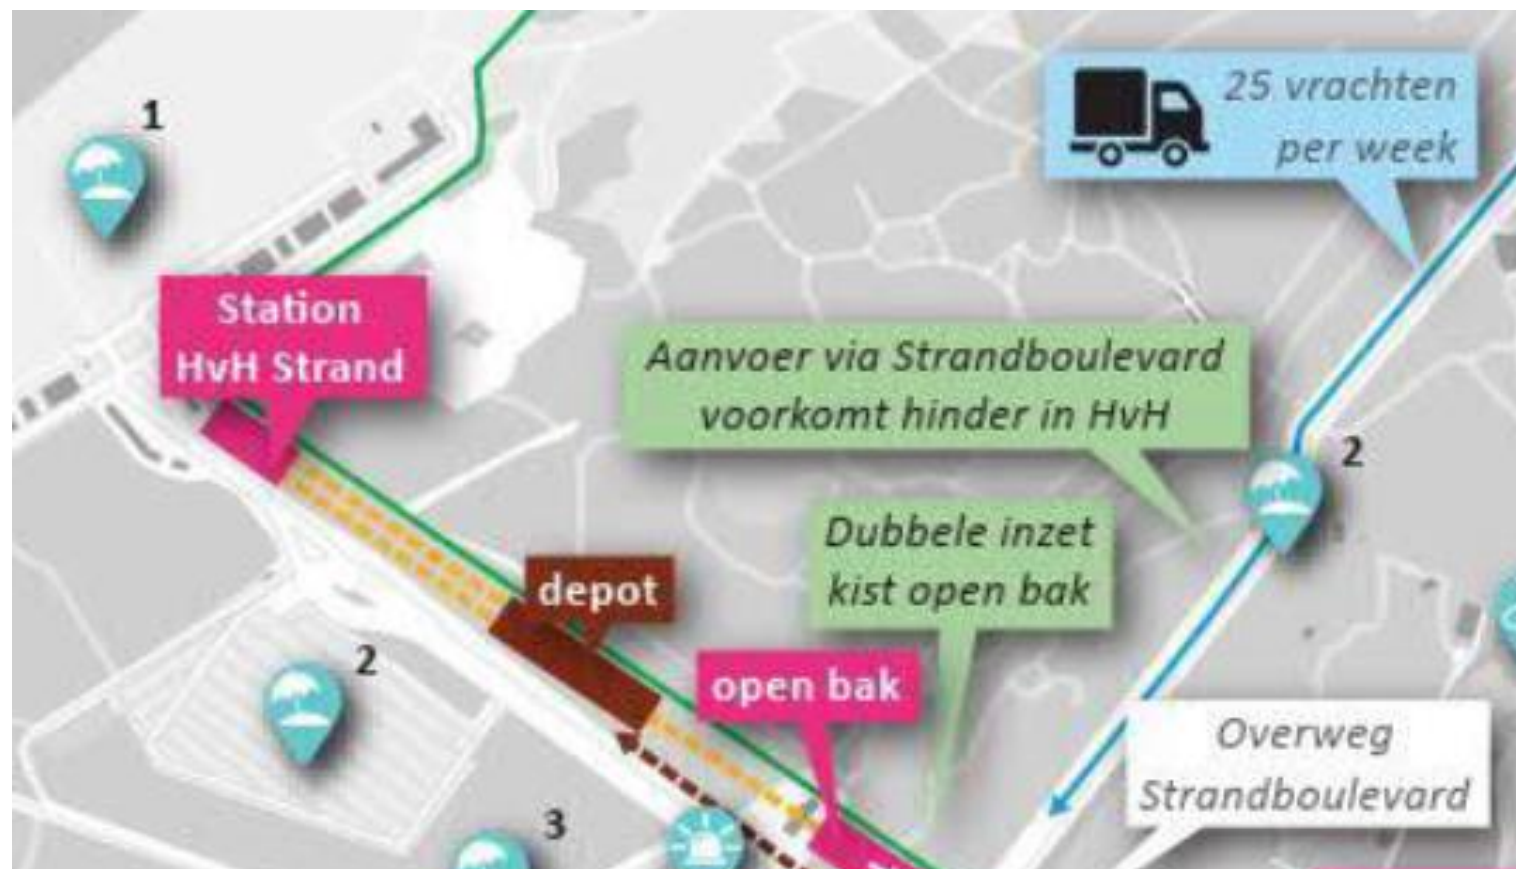 1
25 vrachten
per week
Station
HvH Strand
Aanvoer via Strandboulevard
voorkomt hinder in HvH
2
Dubbele inzet
kist open bak
depot
2
open bak
Overweg
Strandboulevard
3